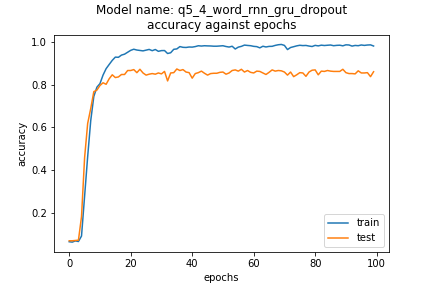 Model name: q5_4_word_rnn_gru_dropout
accuracy against epochs
1.0
0.8
0.6
0.4
0.2
accuracy
train
test
0
20
40
60
80
100
epochs